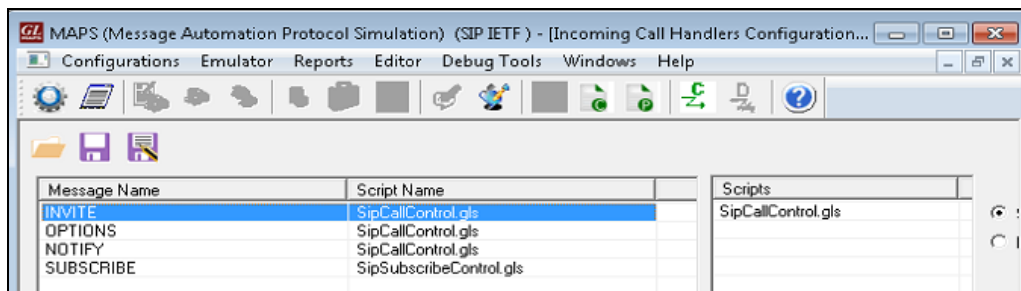 GL MAPS MAPS (Message Automation Protocol Simulation) (SIP IETF ) - [Incoming Call Handlers Configuration...
Configurations Emulator Reports Editor Debug Tools Windows Help
C P C D
Message Name Script Name Scripts
INVITE SipCallControl.gls SipCallControl.gls
OPTIONS SipCallControl.gls
NOTIFY SipCallControl.gls
SUBSCRIBE SipSubscribeControl.gls